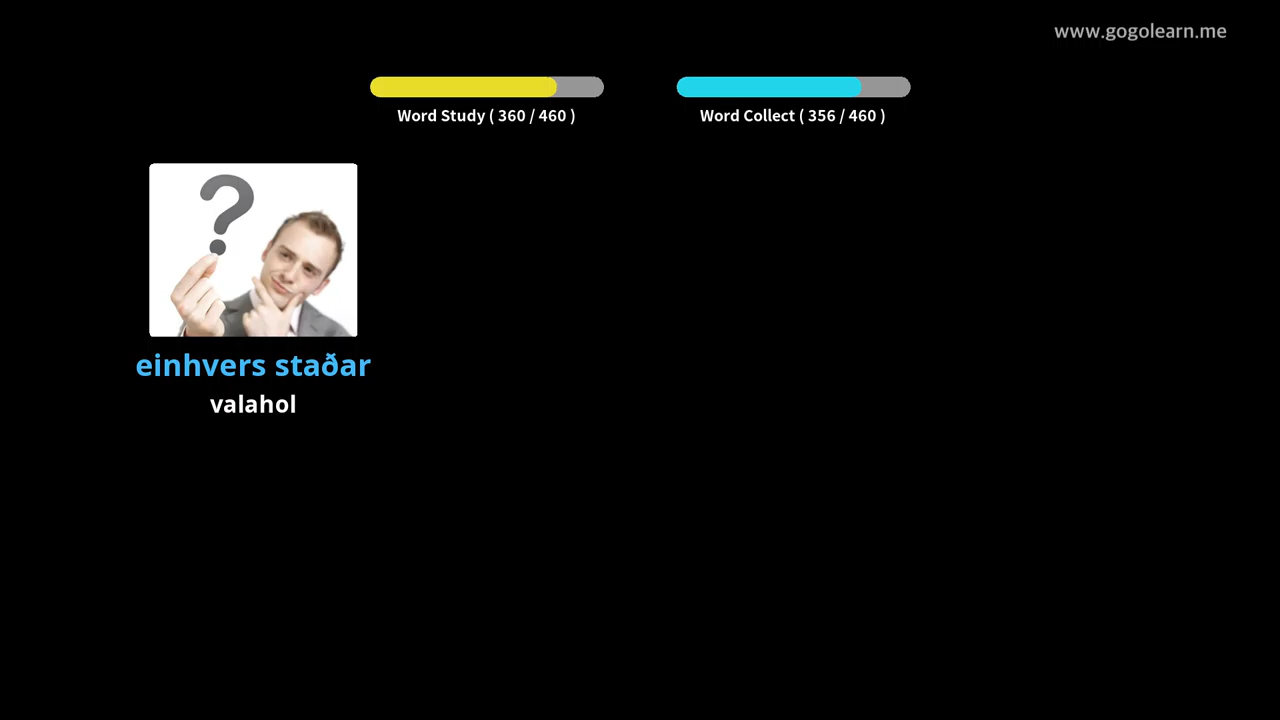 www.gogolearn.me
Word Study ( 360 / 460 )
Word Collect ( 356 / 460 )
einhvers staðar
valahol